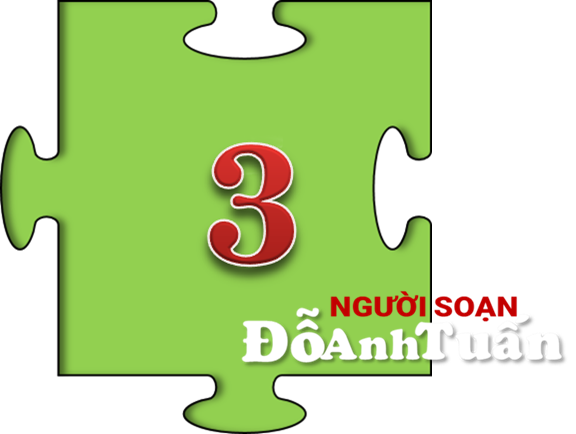 3
NGƯỜI SOẠN
ĐỗAnhTuấn